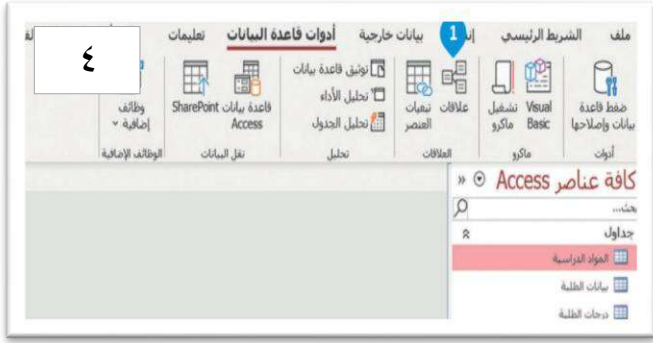 ملف الشريط الرئيسي إنـ بيانات خارجية أدوات قاعدة البيانات تعليمات
1
٤
ضغط قاعدة بيانات وإصلاحها
Visual Basic
تشغيل ماكرو
علاقات
تبعيات العنصر
توثيق قاعدة بيانات
تحليل الأداء
تحليل الجدول
قاعدة بيانات Access
SharePoint
وظائف إضافية
أدوات ماكرو العلاقات تحليل نقل البيانات الوظائف الإضافية
كافة عناصر Access
بحث...
جداول
المواد الدراسية
بيانات الطلبة
درجات الطلبة